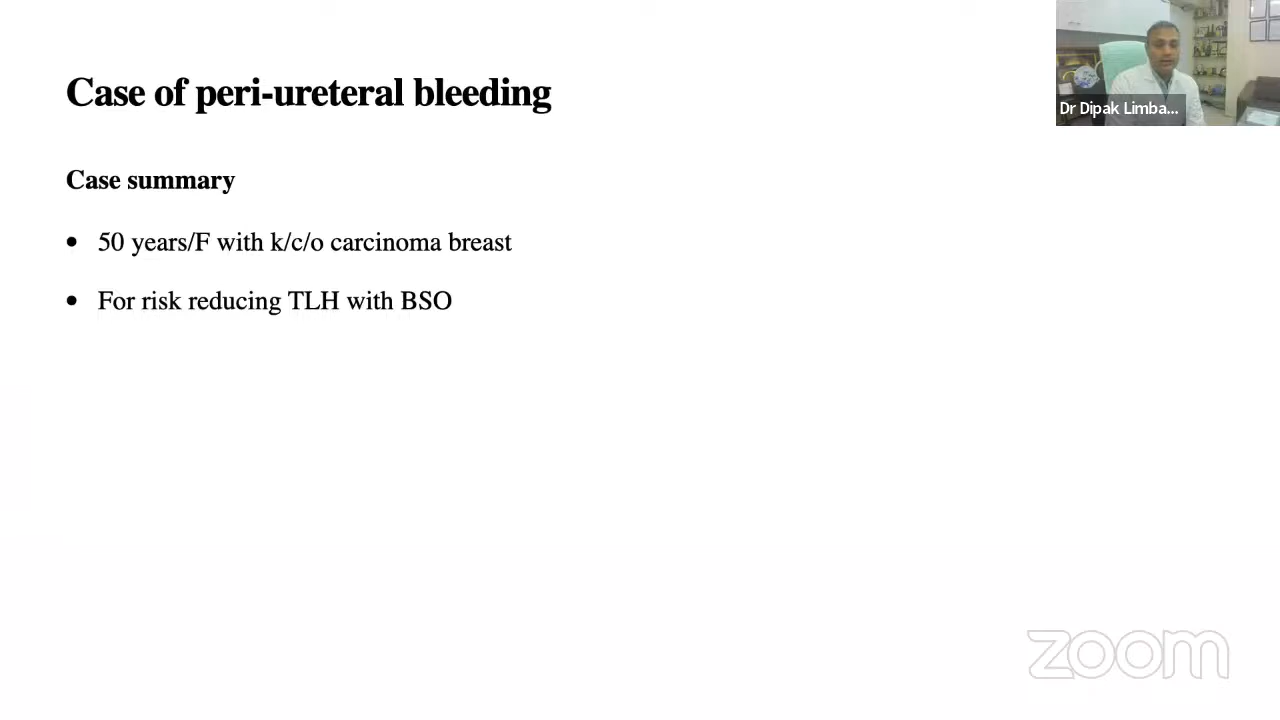 Case of peri-ureteral bleeding
Dr Dipak Limba...
Case summary
50 years/F with k/c/o carcinoma breast
For risk reducing TLH with BSO
zoom